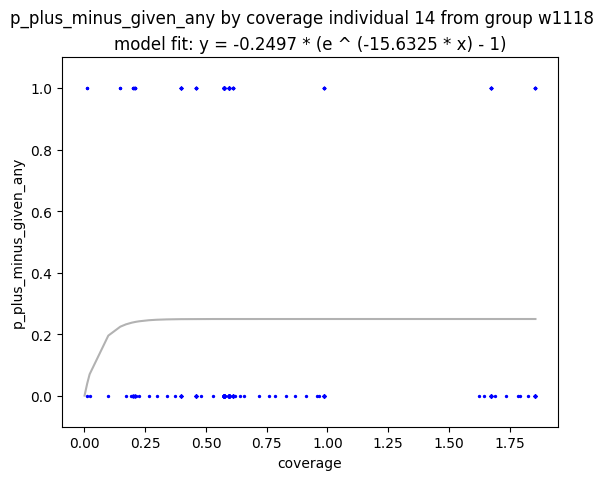 p_plus_minus_given_any by coverage individual 14 from group w1118
model fit: y = -0.2497 * (e ^ (-15.6325 * x) - 1)
1.0
0.8
0.6
0.4
0.2
0.0
p_plus_minus_given_any
0.00 0.25 0.50 0.75 1.00 1.25 1.50 1.75
coverage